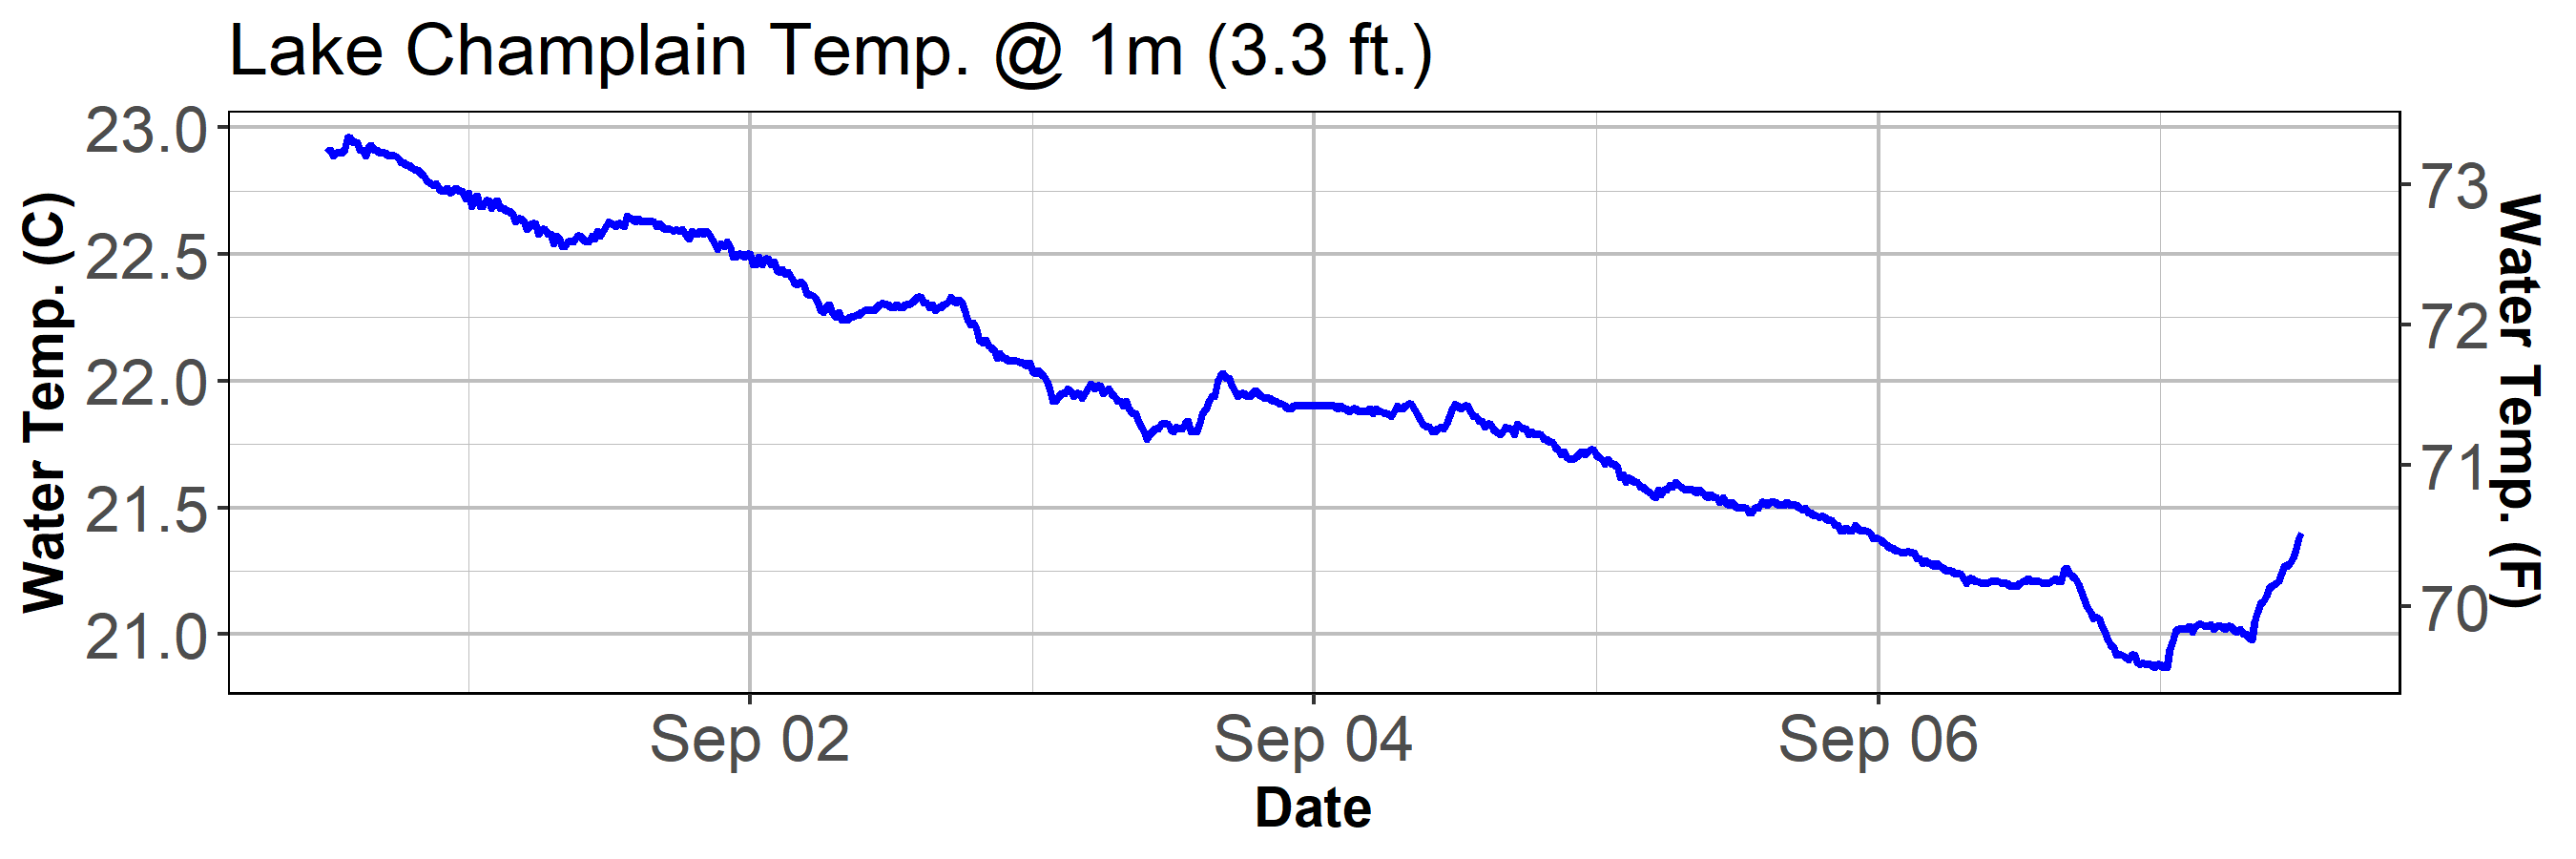 Lake Champlain Temp. @ 1m (3.3 ft.)
Water Temp. (C)
23.0
22.5
22.0
21.5
21.0
73
72
71
70
Water Temp. (F)
Sep 02
Sep 04
Sep 06
Date